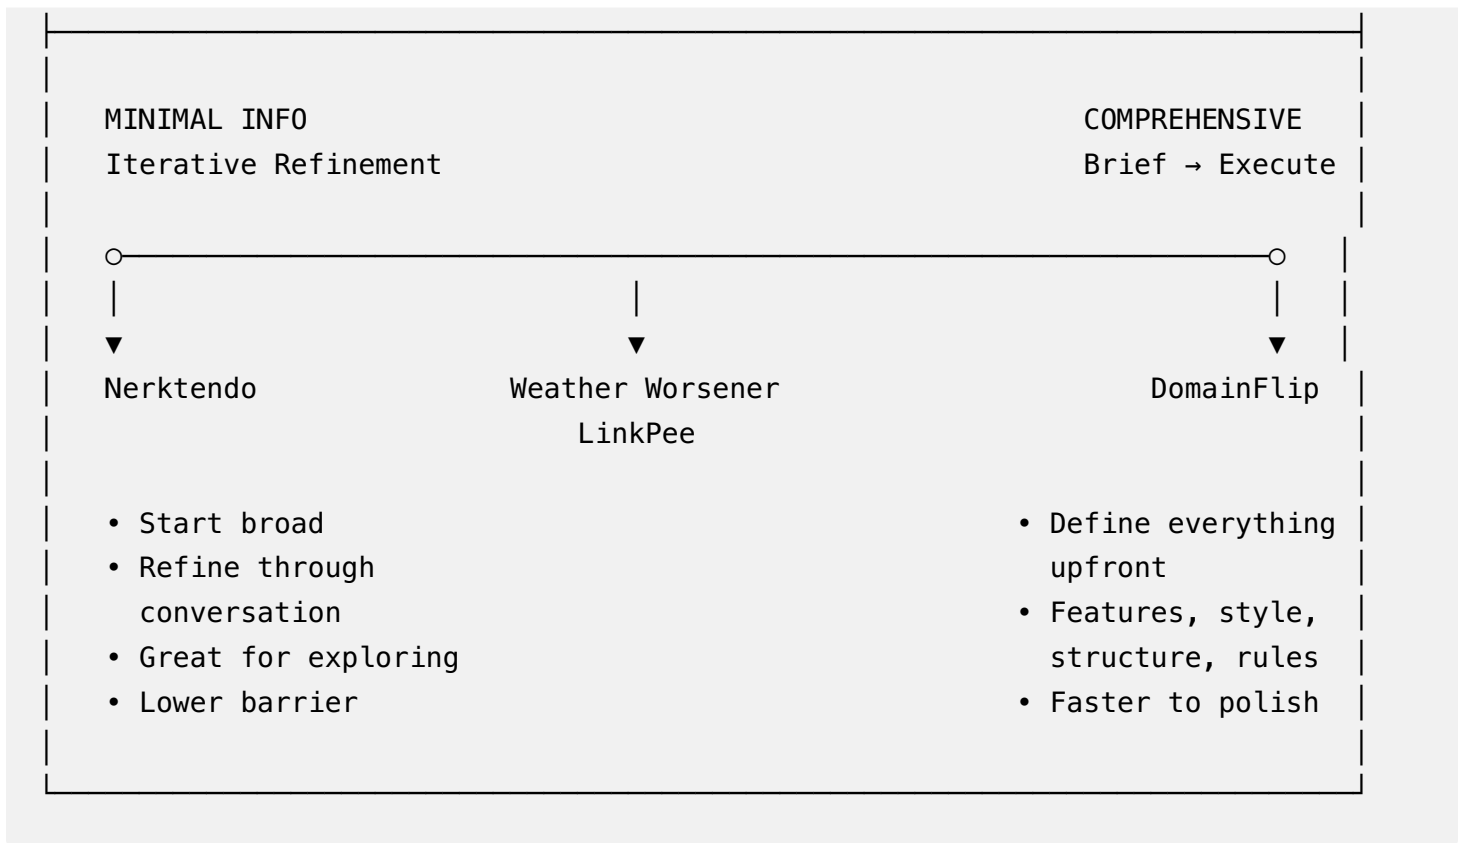 MINIMAL INFO COMPREHENSIVE
Iterative Refinement Brief → Execute
Nerktendo Weather Worsener DomainFlip
LinkPee
• Start broad • Define everything
• Refine through upfront
conversation • Features, style,
• Great for exploring structure, rules
• Lower barrier • Faster to polish